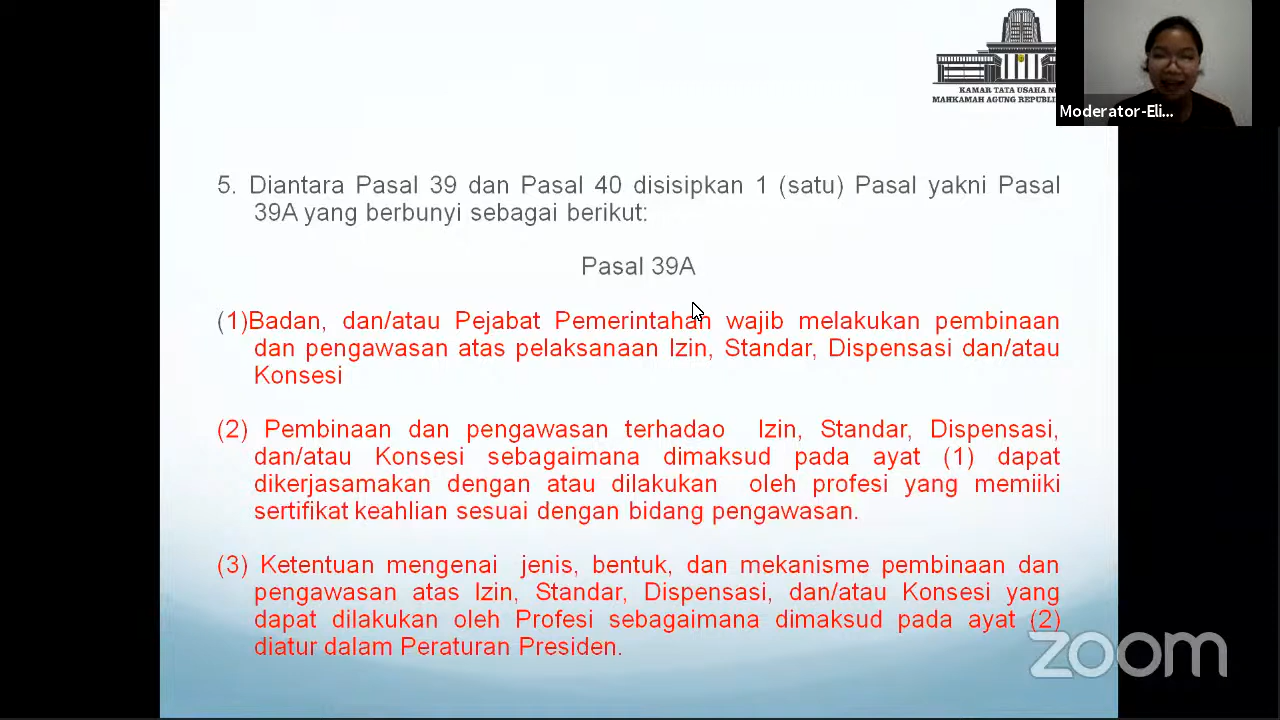 KAMAR TATA USAHA NE
MAHKAMAH AGUNG REPUBLI
Moderator-Eli...
5. Diantara Pasal 39 dan Pasal 40 disisipkan 1 (satu) Pasal yakni Pasal
39A yang berbunyi sebagai berikut:
Pasal 39A
(1)Badan, dan/atau Pejabat Pemerintahan wajib melakukan pembinaan
dan pengawasan atas pelaksanaan Izin, Standar, Dispensasi dan/atau
Konsesi
(2) Pembinaan dan pengawasan terhadao Izin, Standar, Dispensasi,
dan/atau Konsesi sebagaimana dimaksud pada ayat (1) dapat
dikerjasamakan dengan atau dilakukan oleh profesi yang memiiki
sertifikat keahlian sesuai dengan bidang pengawasan.
(3) Ketentuan mengenai jenis, bentuk, dan mekanisme pembinaan dan
pengawasan atas Izin, Standar, Dispensasi, dan/atau Konsesi yang
dapat dilakukan oleh Profesi sebagaimana dimaksud pada ayat (2)
diatur dalam Peraturan Presiden.
zoom